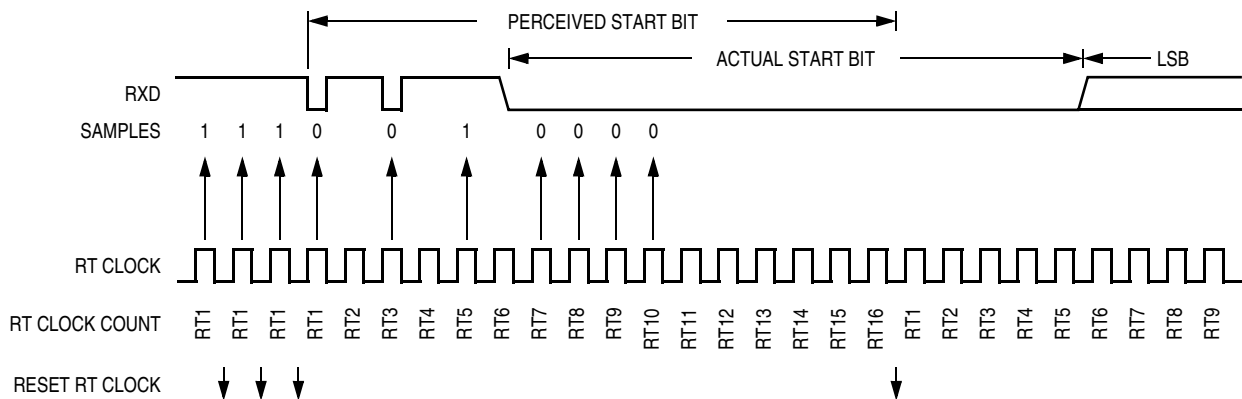 PERCEIVED START BIT
ACTUAL START BIT LSB
RXD
SAMPLES 1 1 1 0 0 1 0 0 0 0
RT CLOCK
RT CLOCK COUNT RT1 RT1 RT1 RT1 RT2 RT3 RT4 RT5 RT6 RT7 RT8 RT9 RT10 RT11 RT12 RT13 RT14 RT15 RT16 RT1 RT2 RT3 RT4 RT5 RT6 RT7 RT8 RT9
RESET RT CLOCK